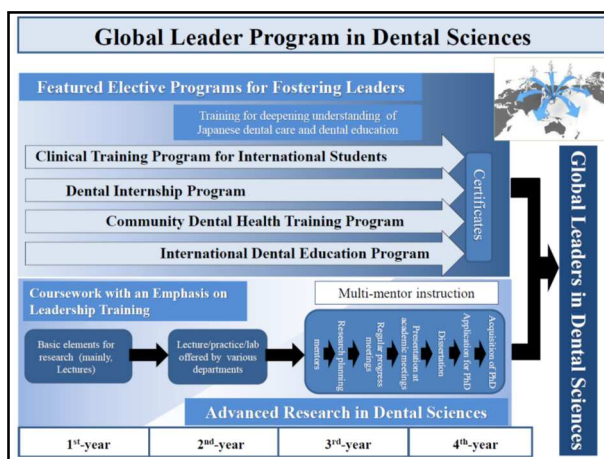 Global Leader Program in Dental Sciences
Featured Elective Programs for Fostering Leaders
Training for deepening understanding of
Japanese dental care and dental education
Clinical Training Program for International Students
Dental Internship Program
Community Dental Health Training Program
International Dental Education Program
Certificates
Global Leaders in Dental Sciences
Coursework with an Emphasis on
Leadership Training
Multi-mentor instruction
Basic elements for
research (mainly,
Lectures)
Lecture/practice/lab
offered by various
departments
mentors
Research planning
Regular progress
meetings
Presentation at
academic meetings
Dissertation
Application for PhD
Acquisition of PhD
Advanced Research in Dental Sciences
1st-year
2nd-year
3rd-year
4th-year